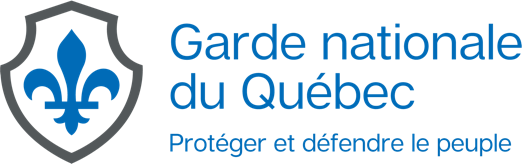 Garde nationale
du Québec
Protéger et défendre le peuple